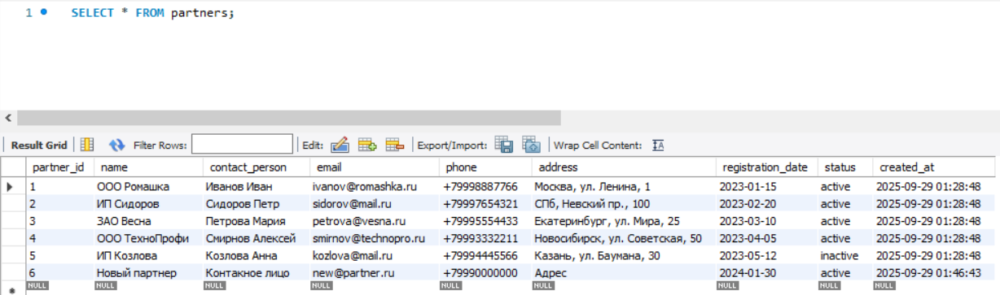 1 SELECT * FROM partners;
Result Grid Filter Rows: Edit: Export/Import: Wrap Cell Content:
partner_id name contact_person email phone address registration_date status created_at
1 ООО Ромашка Иванов Иван ivanov@romashka.ru +79998887766 Москва, ул. Ленина, 1 2023-01-15 active 2025-09-29 01:28:48
2 ИП Сидоров Сидоров Петр sidorov@mail.ru +79997654321 СПб, Невский пр., 100 2023-02-20 active 2025-09-29 01:28:48
3 ЗАО Весна Петрова Мария petrova@vesna.ru +79995554433 Екатеринбург, ул. Мира, 25 2023-03-10 active 2025-09-29 01:28:48
4 ООО ТехноПрофи Смирнов Алексей smirnov@technopro.ru +79993332211 Новосибирск, ул. Советская, 50 2023-04-05 active 2025-09-29 01:28:48
5 ИП Козлова Козлова Анна kozlova@mail.ru +79994445566 Казань, ул. Баумана, 30 2023-05-12 inactive 2025-09-29 01:28:48
6 Новый партнер Контакное лицо new@partner.ru +79990000000 Адрес 2024-01-30 active 2025-09-29 01:46:43
NULL NULL NULL NULL NULL NULL NULL NULL NULL